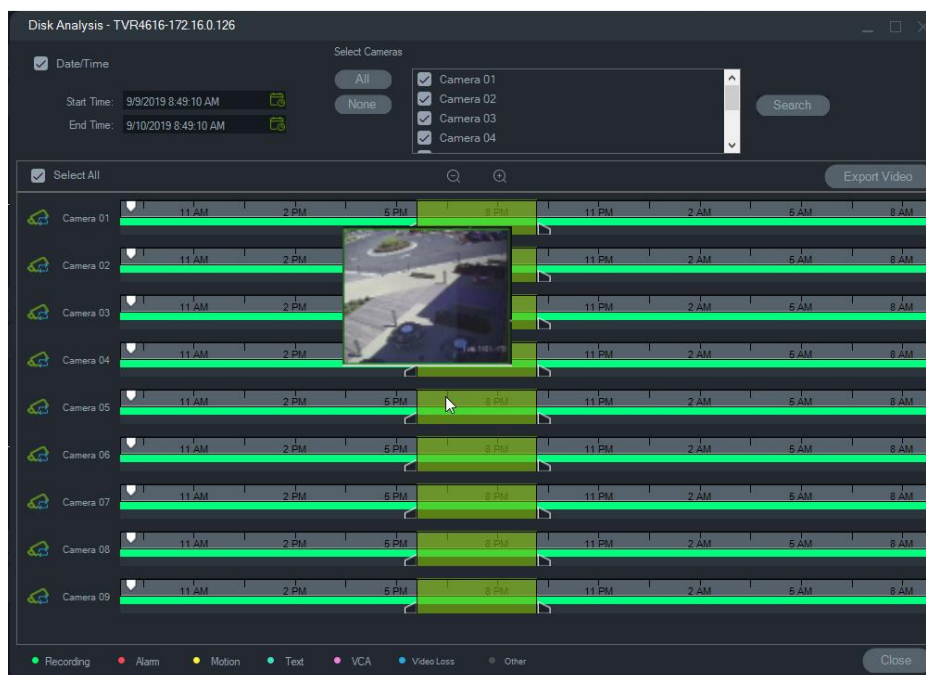 Disk Analysis - TVR4616-172.16.0.126
Date/Time
Select Cameras
All
None
Camera 01
Camera 02
Camera 03
Camera 04
Start Time: 9/9/2019 8:49:10 AM
End Time: 9/10/2019 8:49:10 AM
Search
Select All
Export Video
Camera 01 11 AM 2 PM 5 PM 8 PM 11 PM 2 AM 5 AM 8 AM
Camera 02 11 AM 2 PM 11 PM 2 AM 5 AM 8 AM
Camera 03 11 AM 2 PM 11 PM 2 AM 5 AM 8 AM
Camera 04 11 AM 2 PM 11 PM 2 AM 5 AM 8 AM
Camera 05 11 AM 2 PM 5 PM 8 PM 11 PM 2 AM 5 AM 8 AM
Camera 06 11 AM 2 PM 5 PM 8 PM 11 PM 2 AM 5 AM 8 AM
Camera 07 11 AM 2 PM 5 PM 8 PM 11 PM 2 AM 5 AM 8 AM
Camera 08 11 AM 2 PM 5 PM 8 PM 11 PM 2 AM 5 AM 8 AM
Camera 09 11 AM 2 PM 5 PM 8 PM 11 PM 2 AM 5 AM 8 AM
Recording Alarm Motion Text VCA Video Loss Other
Close